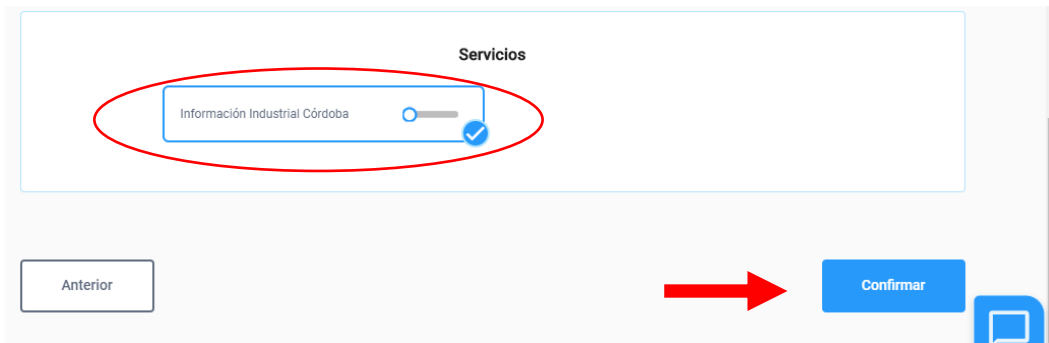 Servicios
Información Industrial Córdoba
Anterior
Confirmar